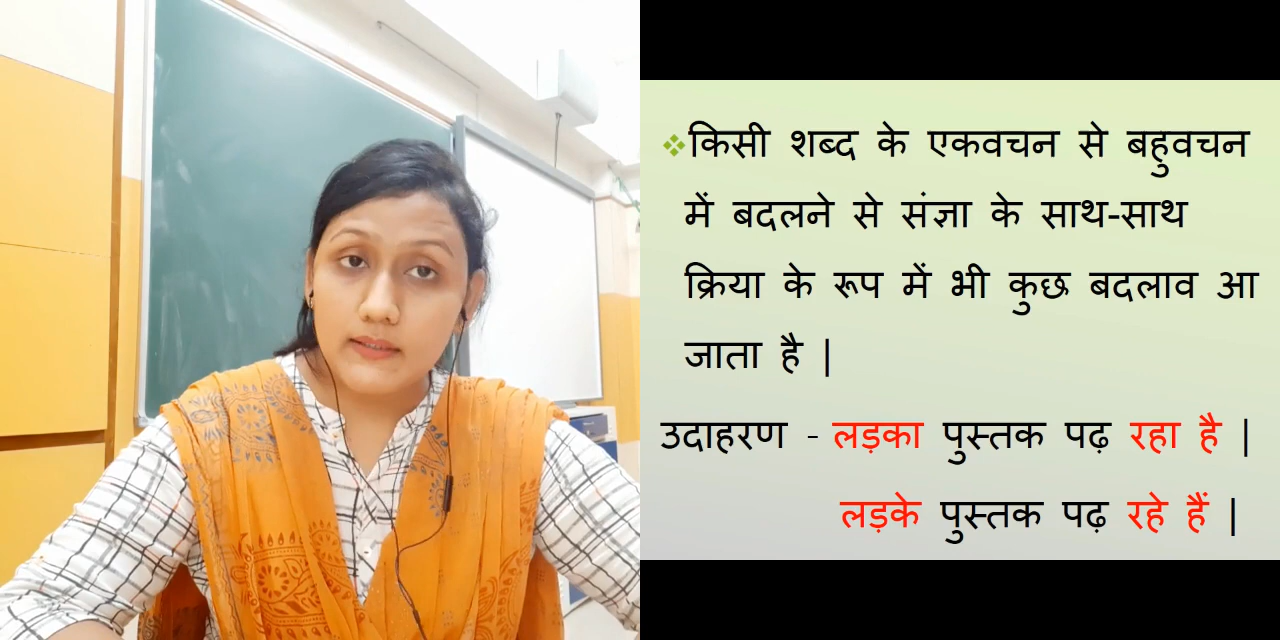 ❖किसी शब्द के एकवचन से बहुवचन
में बदलने से संज्ञा के साथ-साथ
क्रिया के रूप में भी कुछ बदलाव आ
जाता है |
उदाहरण - लड़का पुस्तक पढ़ रहा है |
लड़के पुस्तक पढ़ रहे हैं |